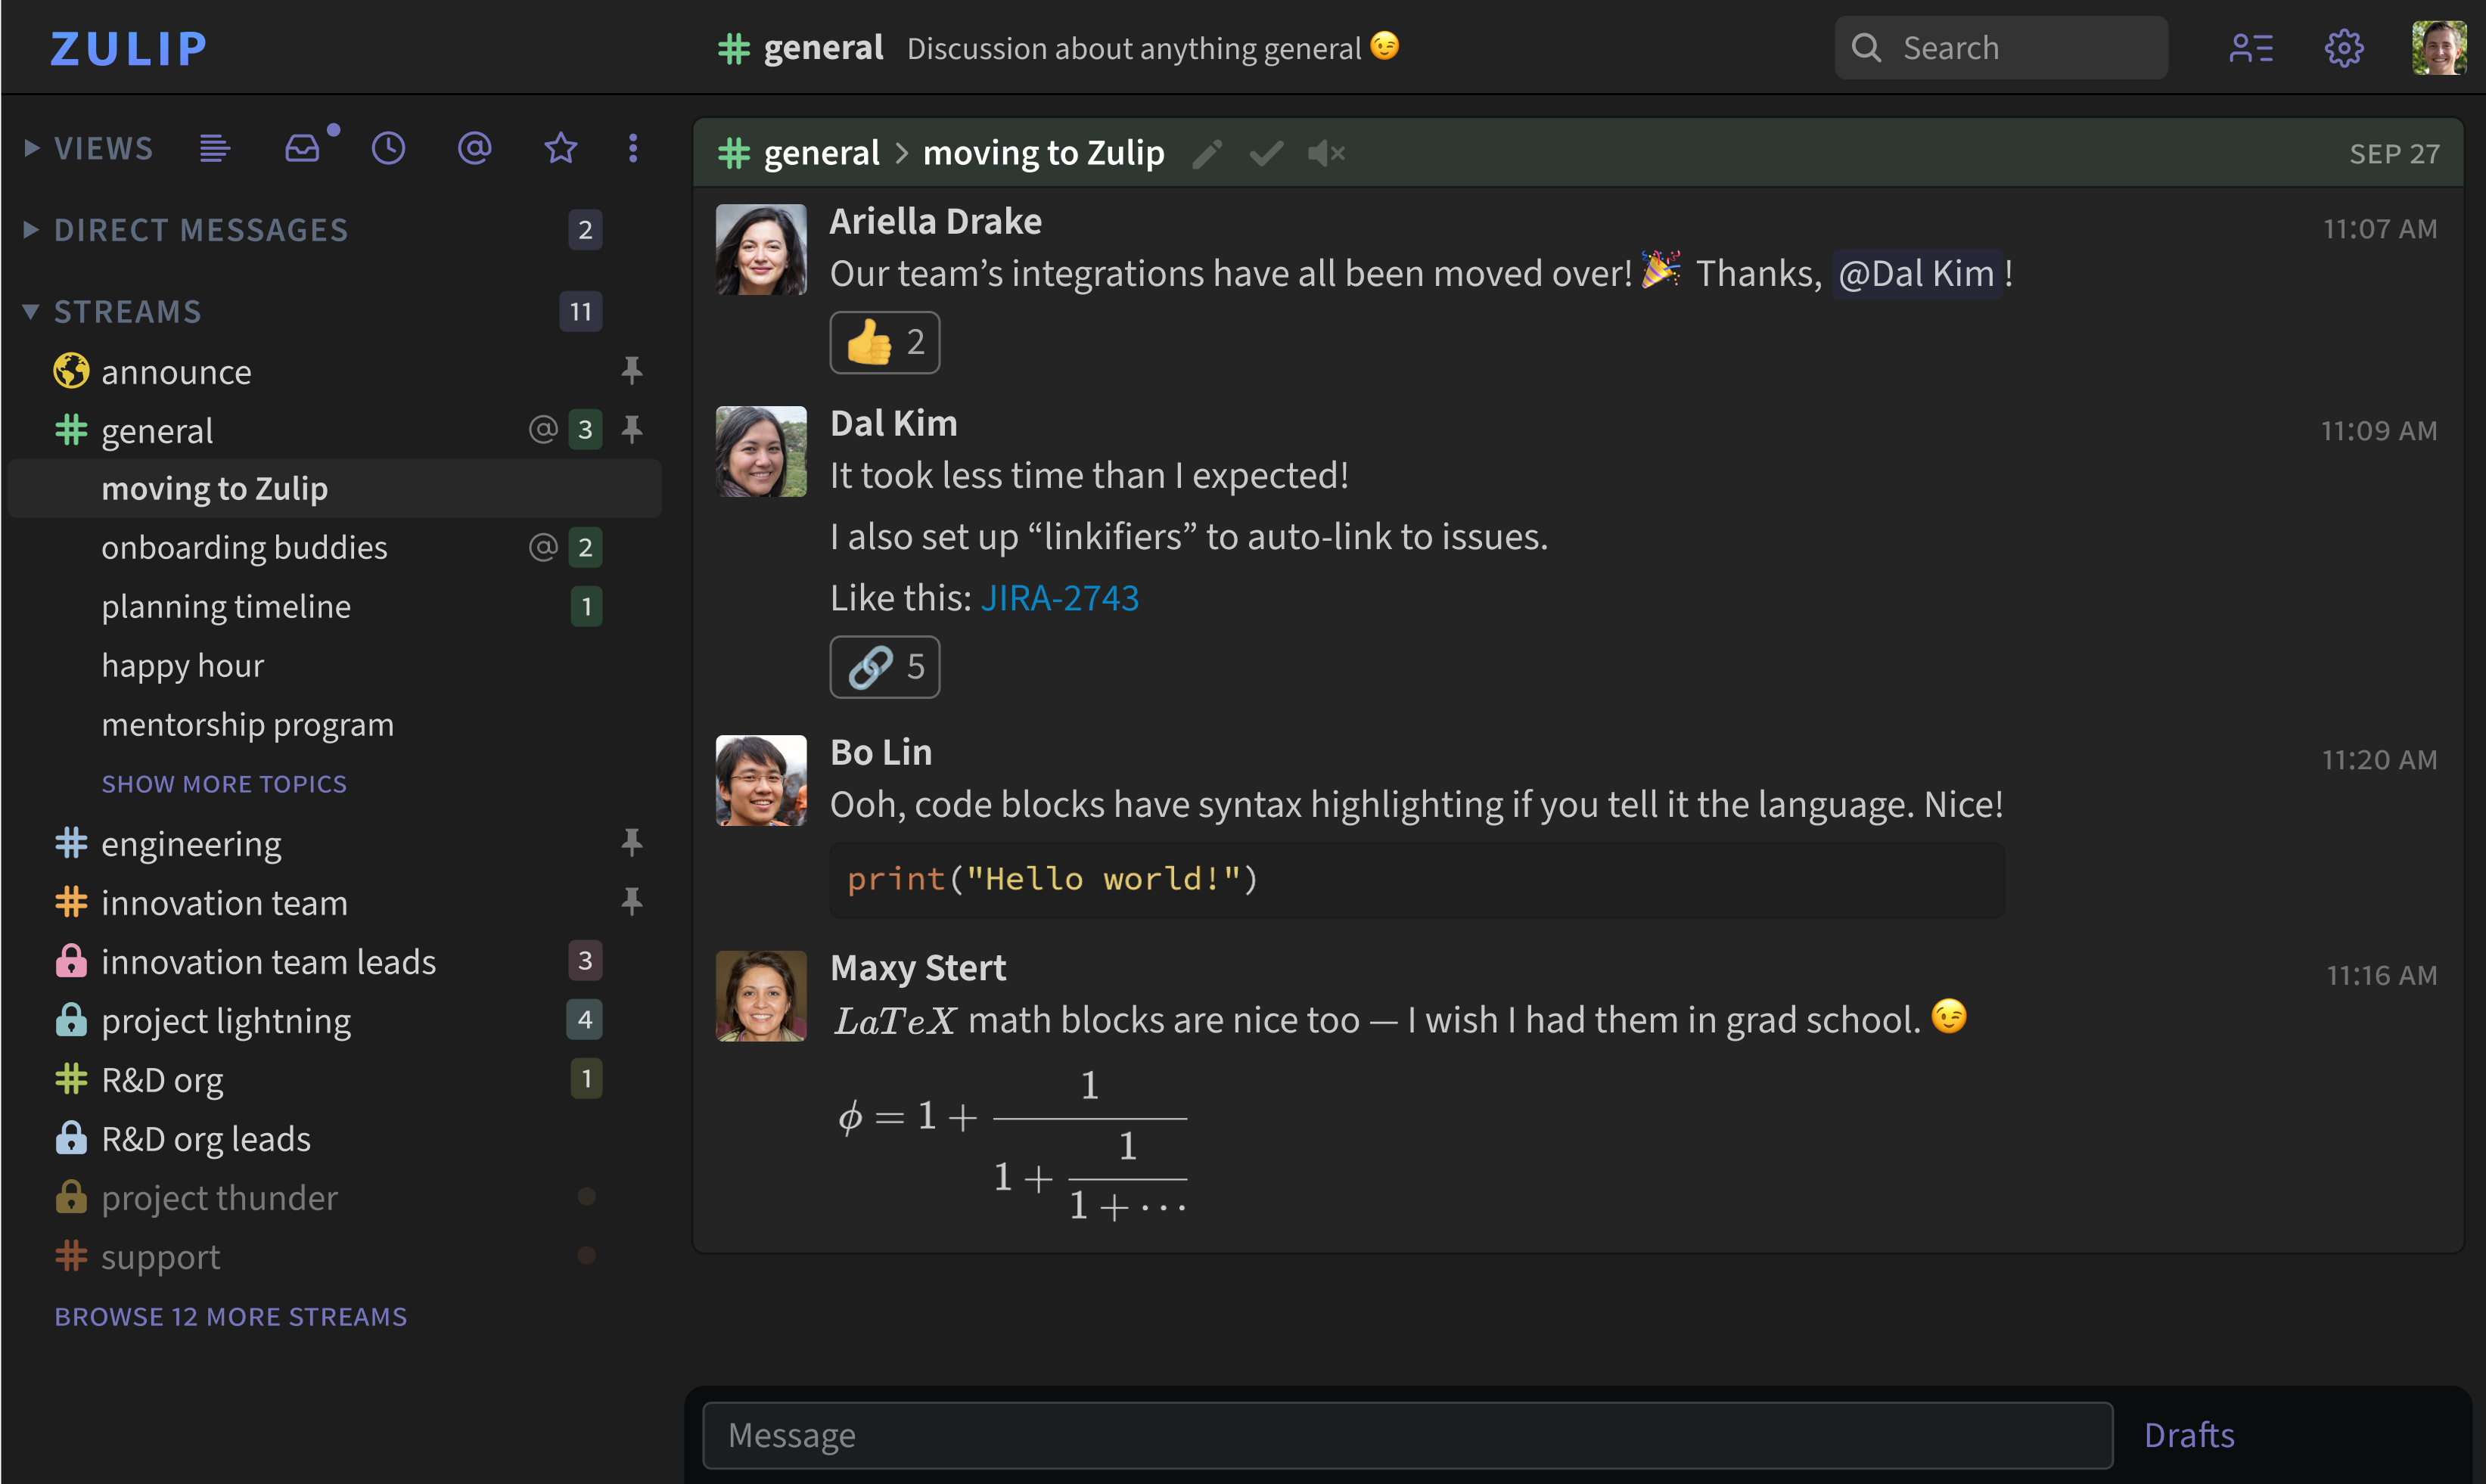 ZULIP
general Discussion about anything general 😉
Search
VIEWS
DIRECT MESSAGES 2
STREAMS 11
announce
general @ 3
moving to Zulip
onboarding buddies @ 2
planning timeline 1
happy hour
mentorship program
SHOW MORE TOPICS
engineering
innovation team
innovation team leads 3
project lightning 4
R&D org 1
R&D org leads
project thunder
support
BROWSE 12 MORE STREAMS
# general > moving to Zulip SEP 27
Ariella Drake 11:07 AM
Our team’s integrations have all been moved over! 🎉 Thanks, @Dal Kim !
👍 2
Dal Kim 11:09 AM
It took less time than I expected!
I also set up “linkifiers” to auto-link to issues.
Like this: JIRA-2743
🔗 5
Bo Lin 11:20 AM
Ooh, code blocks have syntax highlighting if you tell it the language. Nice!
print("Hello world!")
Maxy Stert 11:16 AM
LaTeX math blocks are nice too — I wish I had them in grad school. 😉
1
ϕ = 1 +
1
1 +
1 + ···
Message
Drafts